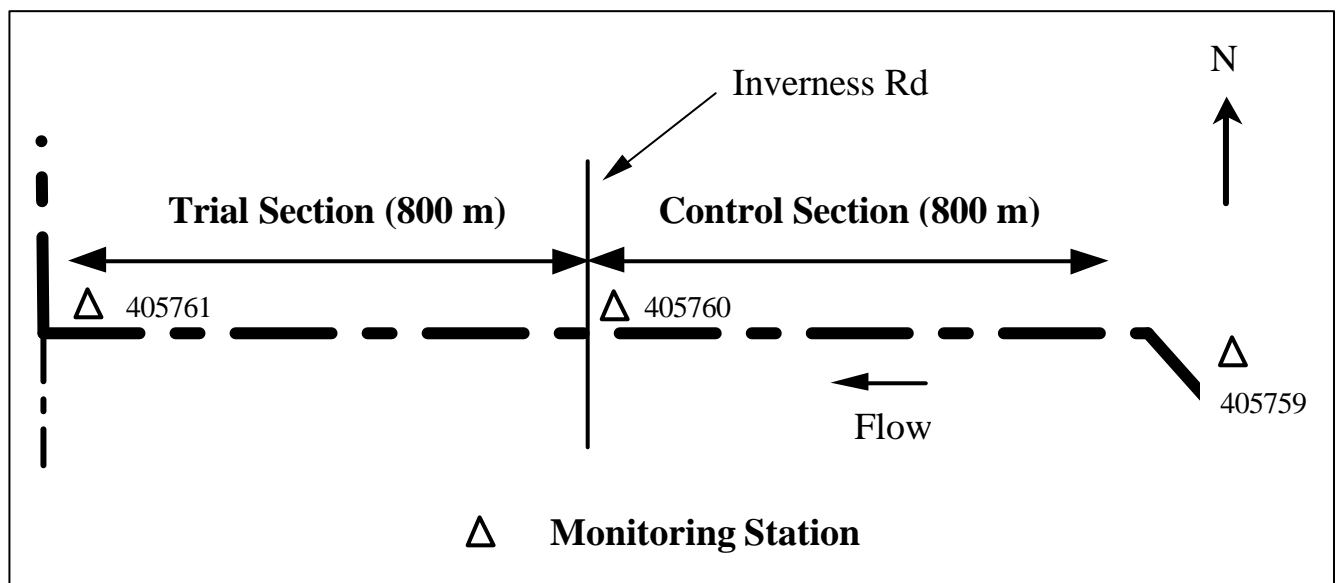 N
Inverness Rd
Trial Section (800 m)
Control Section (800 m)
405761
405760
405759
Flow
Monitoring Station